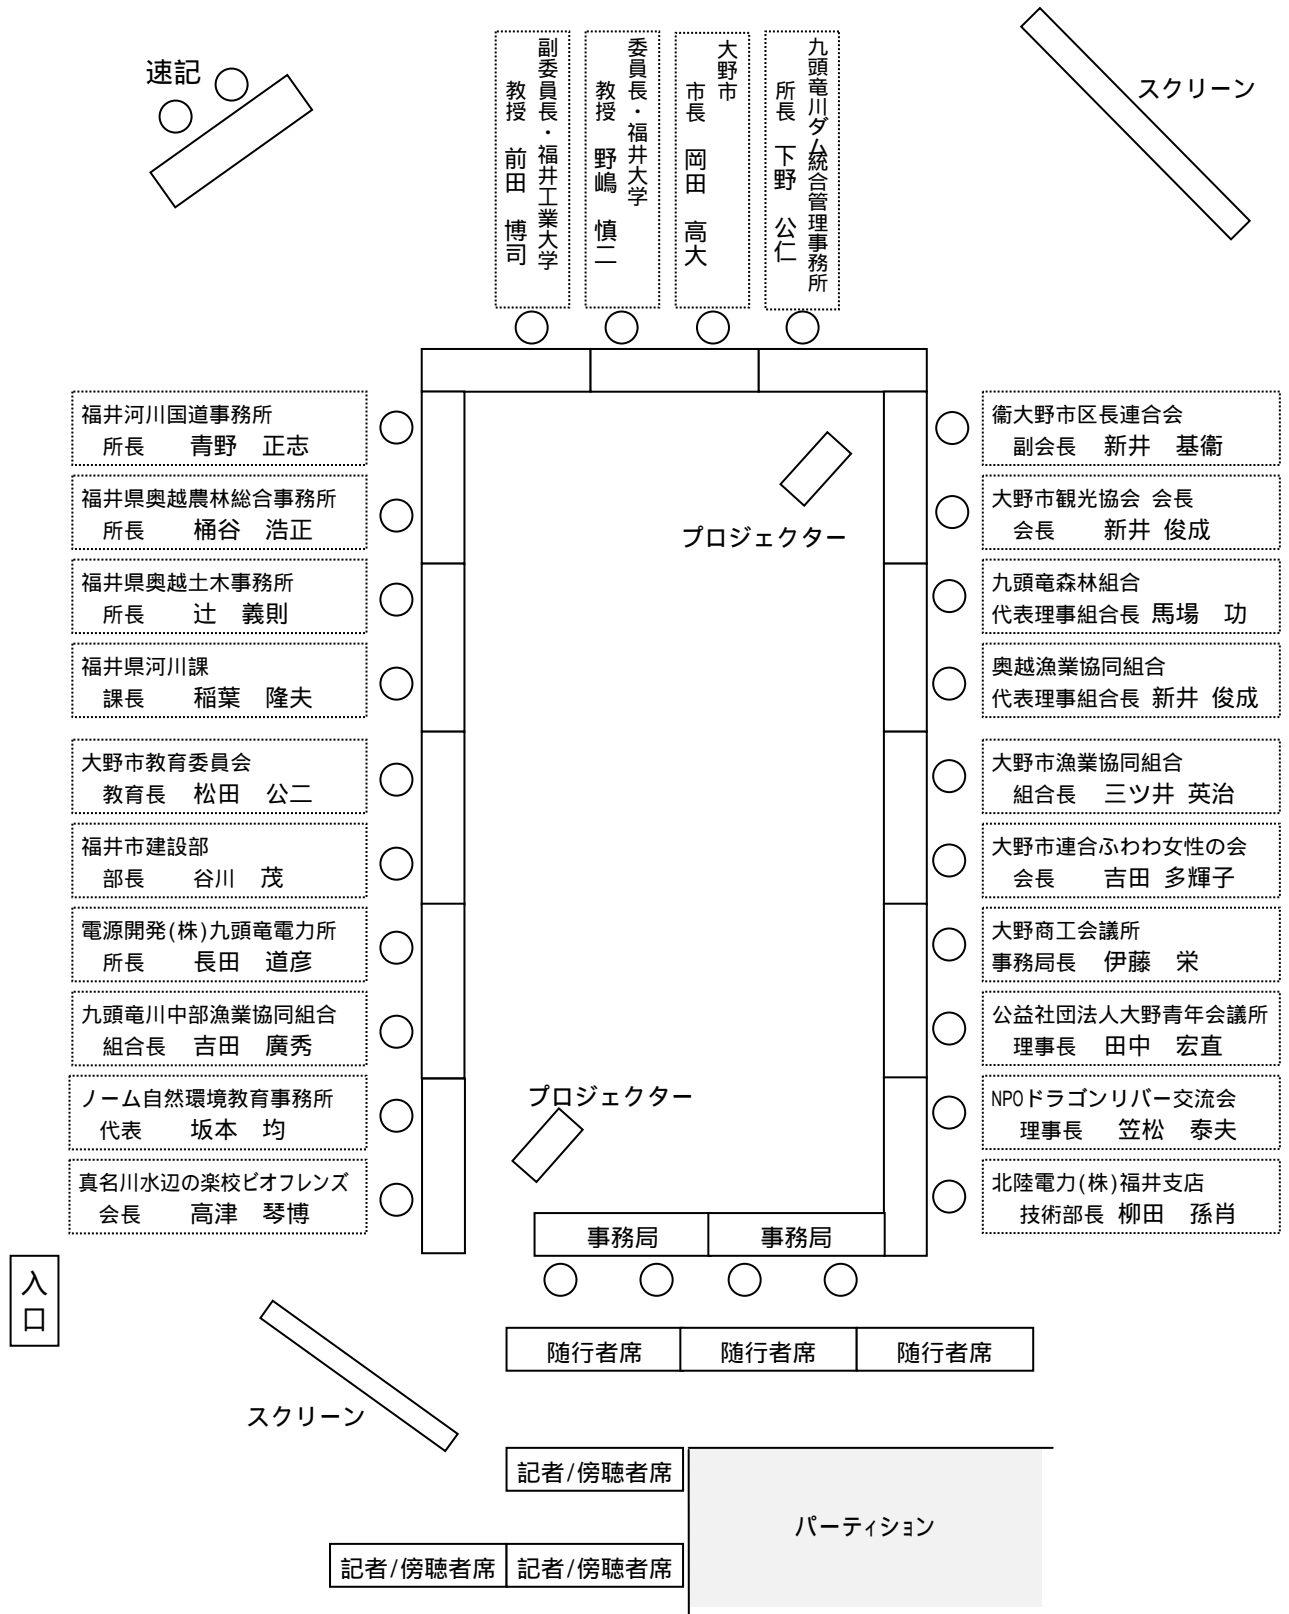 速記
スクリーン
副委員長・福井工業大学
教授 前田 博司
委員長・福井大学
教授 野嶋 慎二
大野市
市長 岡田 高大
九頭竜川ダム統合管理事務所
所長 下野 公仁
福井河川国道事務所
所長 青野 正志
福井県奥越農林総合事務所
所長 桶谷 浩正
福井県奥越土木事務所
所長 辻 義則
福井県河川課
課長 稲葉 隆夫
大野市教育委員会
教育長 松田 公二
福井市建設部
部長 谷川 茂
電源開発(株)九頭竜電力所
所長 長田 道彦
九頭竜川中部漁業協同組合
組合長 吉田 廣秀
ノーム自然環境教育事務所
代表 坂本 均
真名川水辺の楽校ビオフレンズ
会長 高津 琴博
プロジェクター
プロジェクター
衞大野市区長連合会
副会長 新井 基衞
大野市観光協会 会長
会長 新井 俊成
九頭竜森林組合
代表理事組合長 馬場 功
奥越漁業協同組合
代表理事組合長 新井 俊成
大野市漁業協同組合
組合長 三ツ井 英治
大野市連合ふわわ女性の会
会長 吉田 多輝子
大野商工会議所
事務局長 伊藤 栄
公益社団法人大野青年会議所
理事長 田中 宏直
NPOドラゴンリバー交流会
理事長 笠松 泰夫
北陸電力(株)福井支店
技術部長 柳田 孫肖
事務局 事務局
入口
随行者席 随行者席 随行者席
スクリーン
記者/傍聴者席
パーティション
記者/傍聴者席 記者/傍聴者席